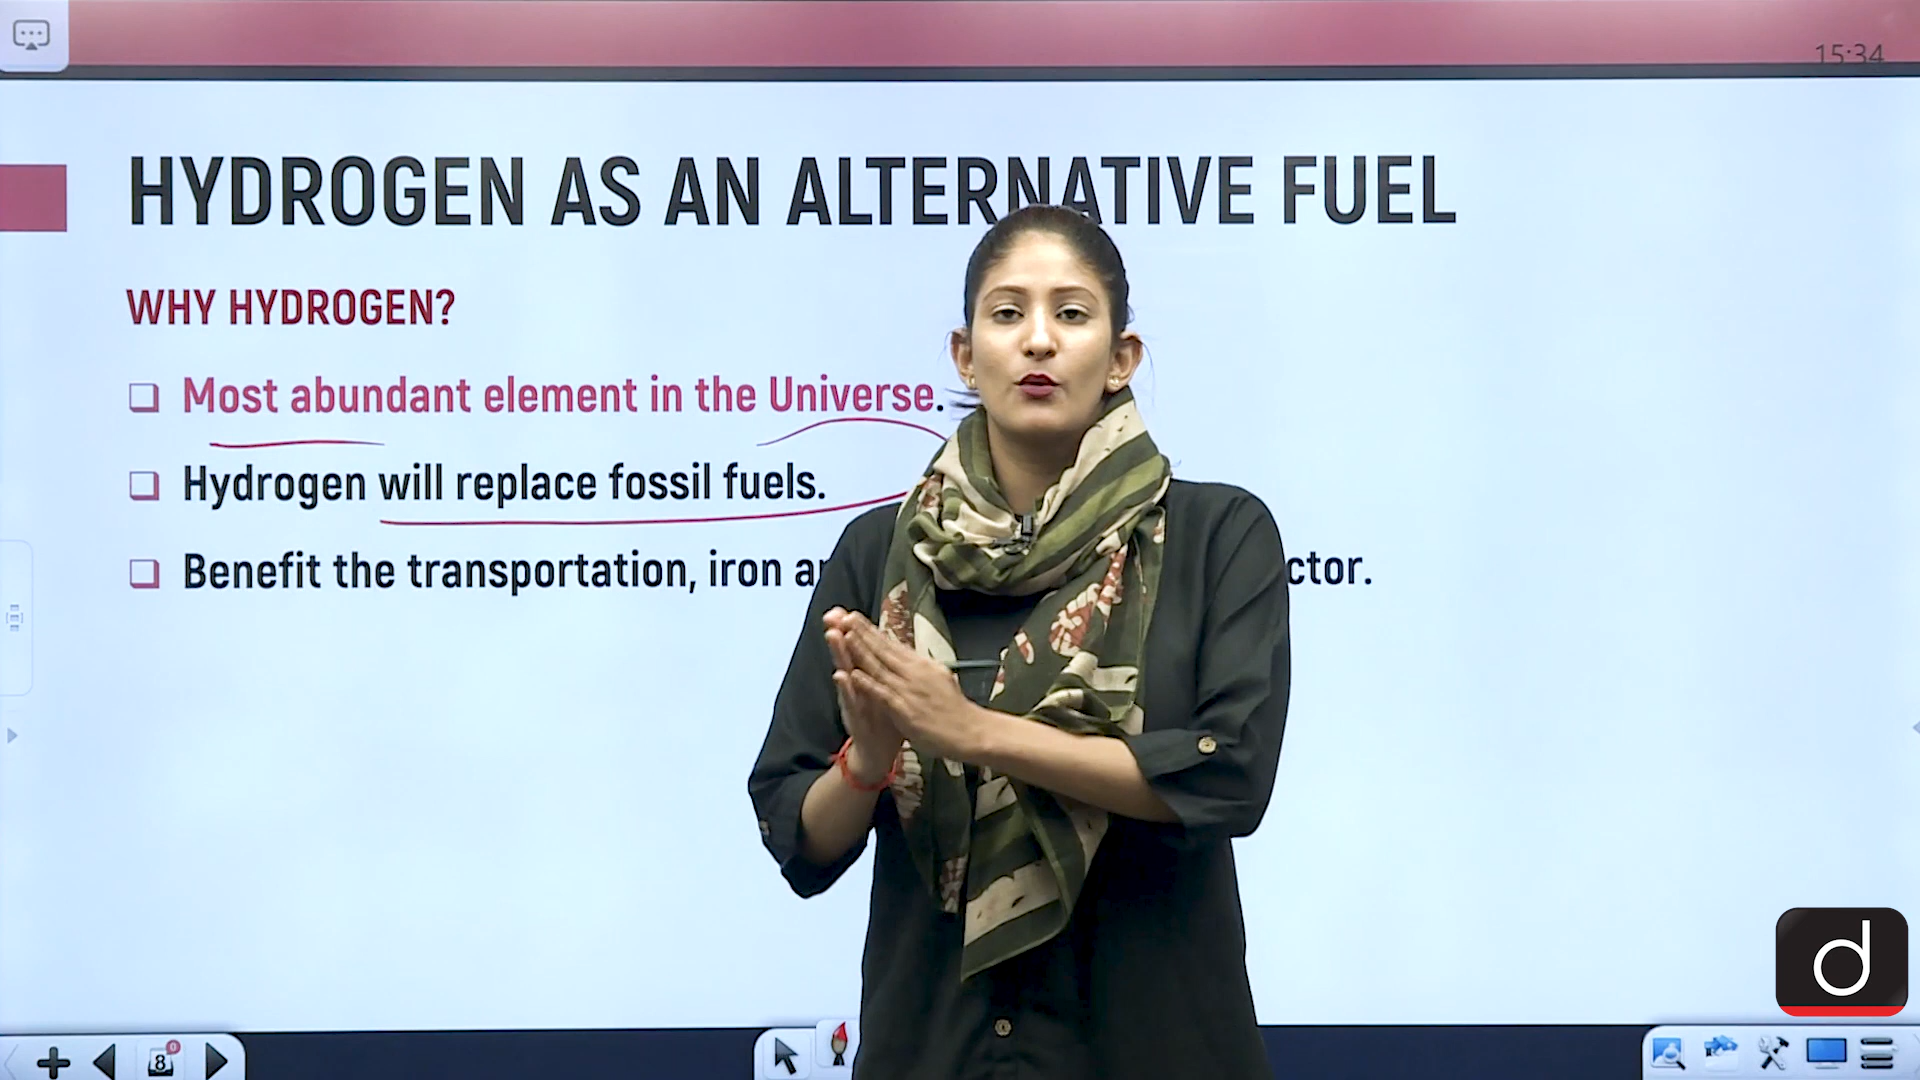 15:34
HYDROGEN AS AN ALTERNATIVE FUEL
WHY HYDROGEN?
Most abundant element in the Universe.
Hydrogen will replace fossil fuels.
Benefit the transportation, iron
8
0
d